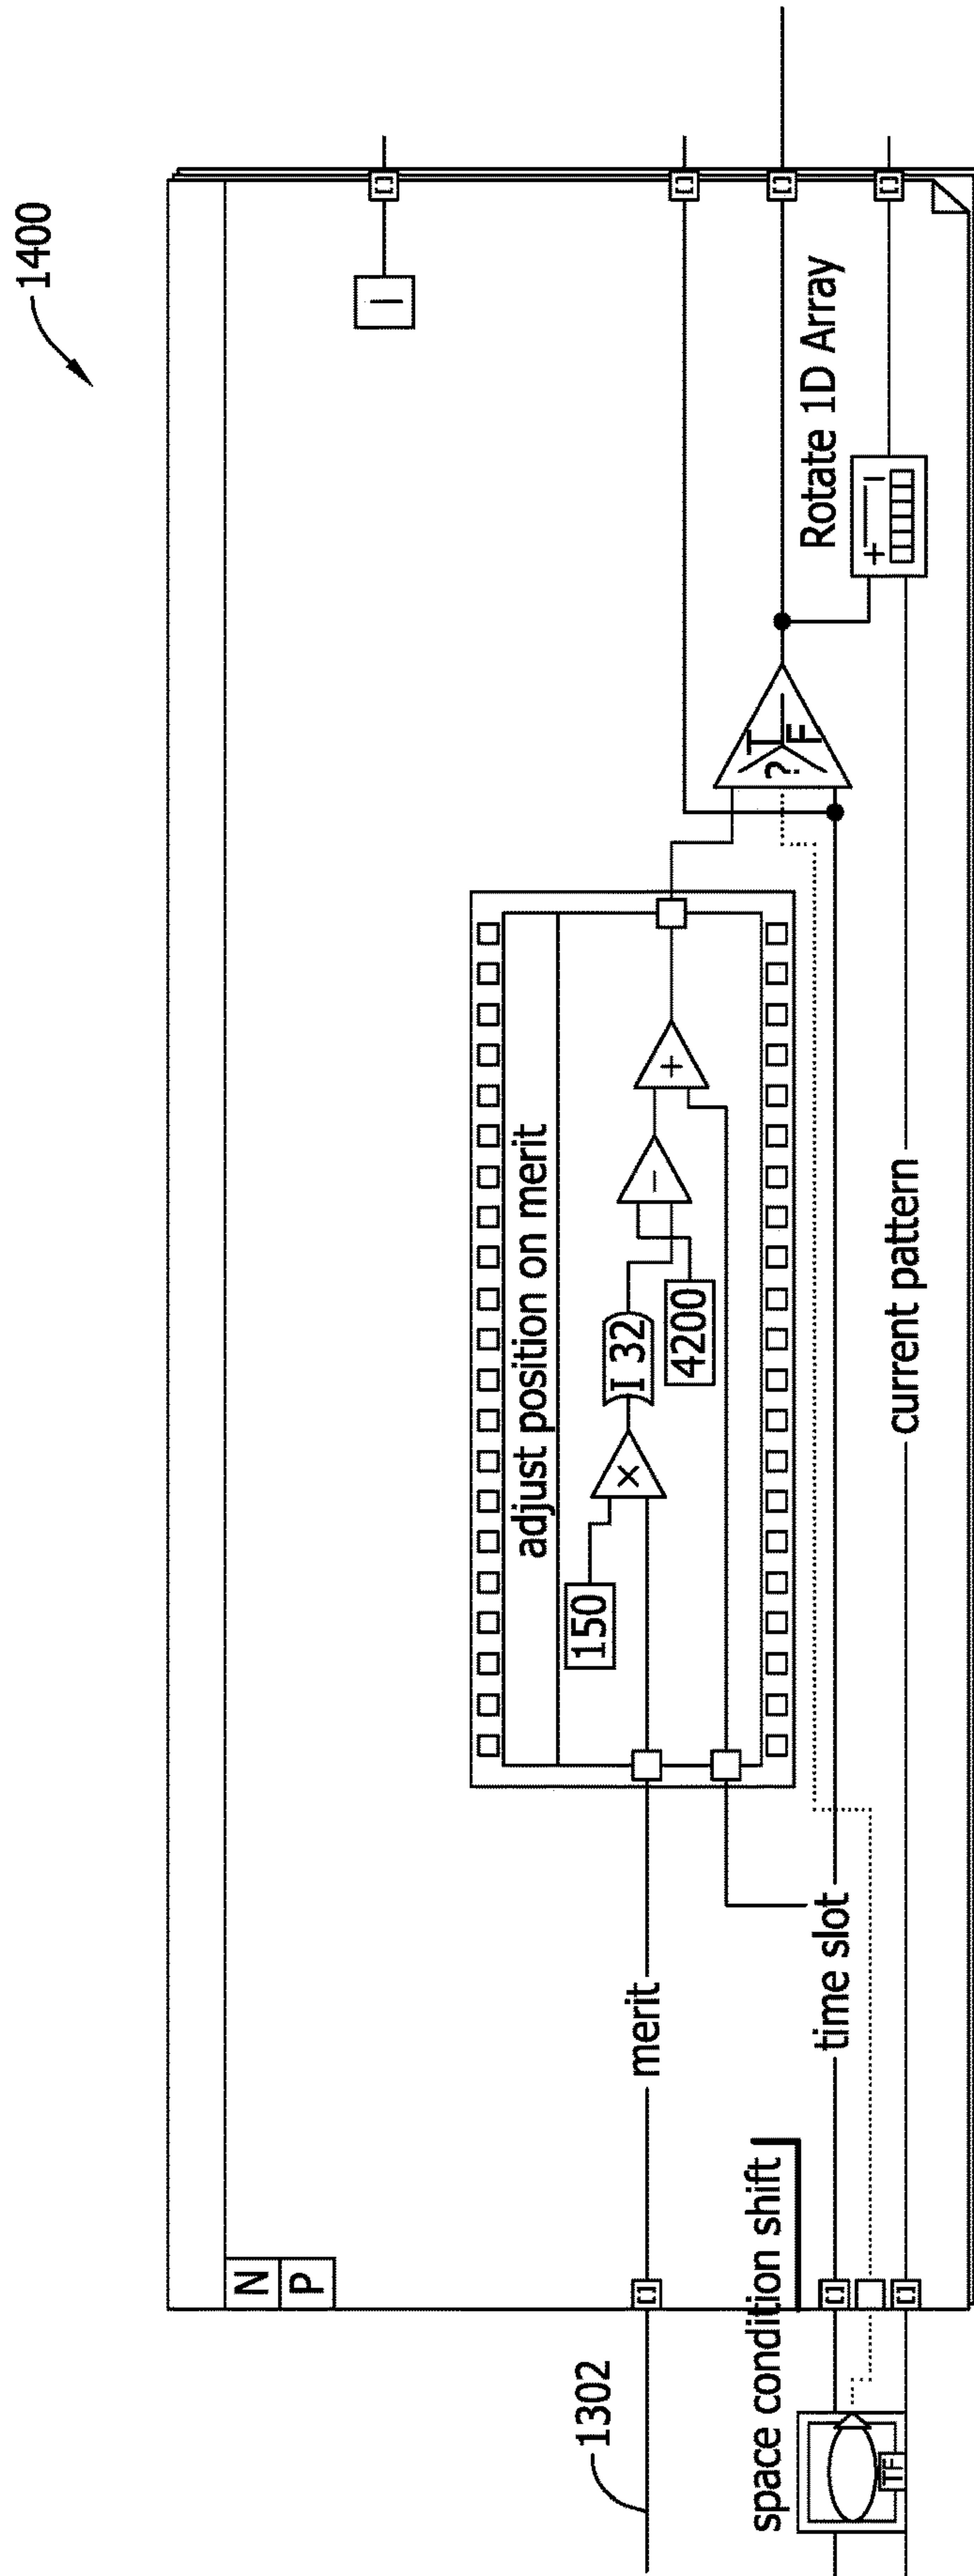 1400
N
P
adjust position on merit
150
×
I 32
4200
−
+
1302
merit
space condition shift
TF
time slot
current pattern
?
T
F
Rotate 1D Array
+